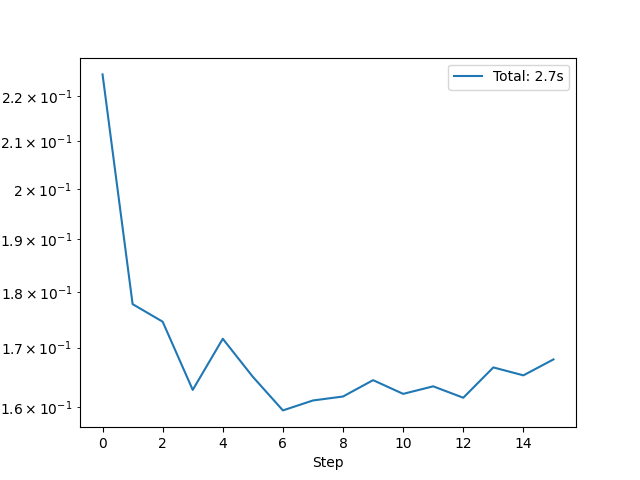 Total: 2.7s
2.2 × 10⁻¹
2.1 × 10⁻¹
2 × 10⁻¹
1.9 × 10⁻¹
1.8 × 10⁻¹
1.7 × 10⁻¹
1.6 × 10⁻¹
0 2 4 6 8 10 12 14
Step